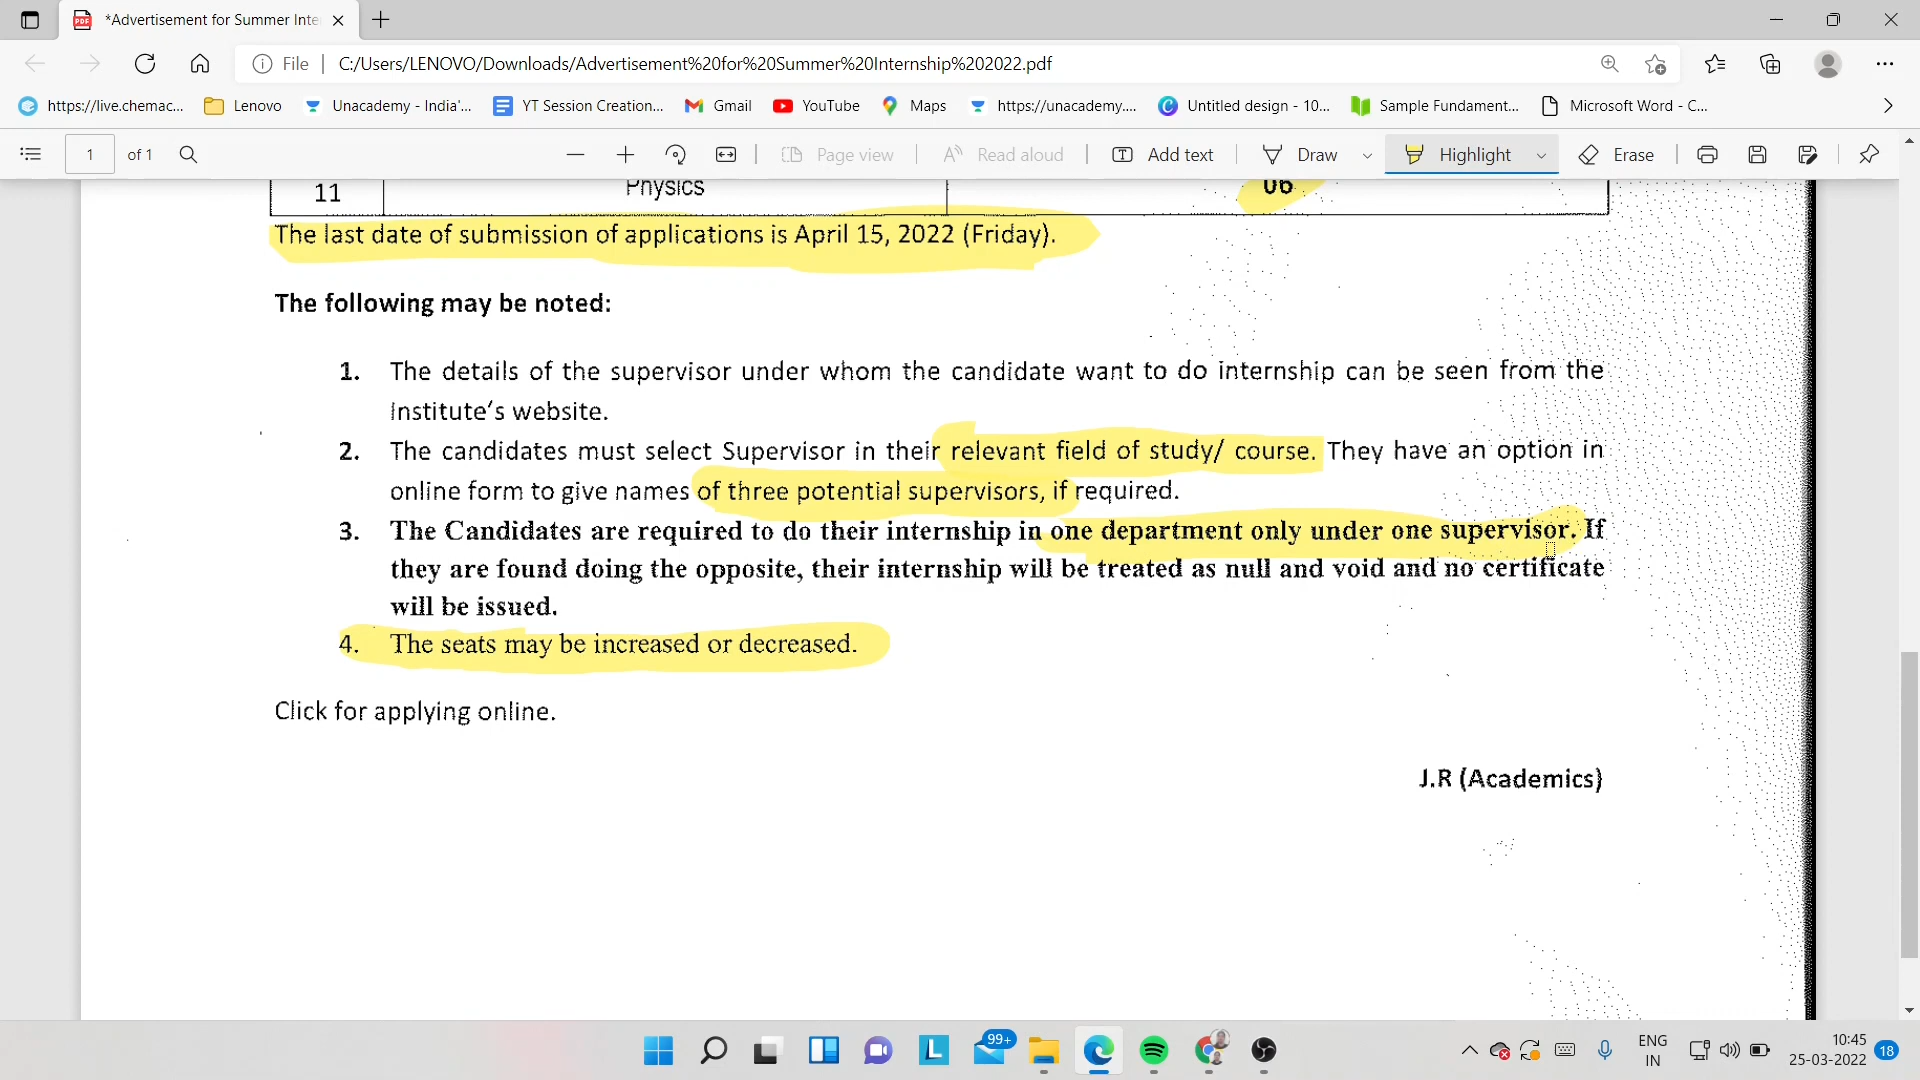 *Advertisement for Summer Inte
File
C:/Users/LENOVO/Downloads/Advertisement%20for%20Summer%20Internship%202022.pdf
https://live.chemac... Lenovo Unacademy - India'... YT Session Creation... Gmail YouTube Maps https://unacademy.... Untitled design - 10... Sample Fundament... Microsoft Word - C...
1 of 1 Page view Read aloud Add text Draw Highlight Erase
11 Physics 06
The last date of submission of applications is April 15, 2022 (Friday).
The following may be noted:
1. The details of the supervisor under whom the candidate want to do internship can be seen from the
Institute's website.
2. The candidates must select Supervisor in their relevant field of study/ course. They have an option in
online form to give names of three potential supervisors, if required.
3. The Candidates are required to do their internship in one department only under one supervisor. If
they are found doing the opposite, their internship will be treated as null and void and no certificate
will be issued.
4. The seats may be increased or decreased.
Click for applying online.
J.R (Academics)
99+
ENG
IN
10:45
25-03-2022
18